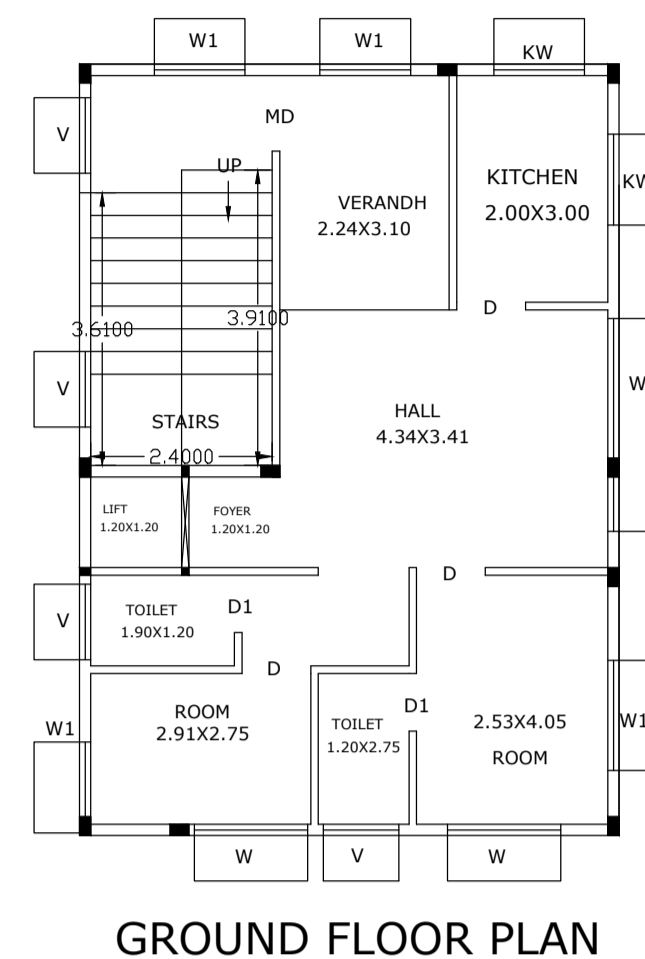 W1
W1
KW
V
MD
UP
KITCHEN
2.00X3.00
KW
VERANDH
2.24X3.10
D
3.6100
3.9100
V
W
STAIRS
2.4000
HALL
4.34X3.41
LIFT
1.20X1.20
FOYER
1.20X1.20
D
V
TOILET
1.90X1.20
D1
D
W1
ROOM
2.91X2.75
TOILET
1.20X2.75
D1
2.53X4.05
ROOM
W1
W
V
W
GROUND FLOOR PLAN